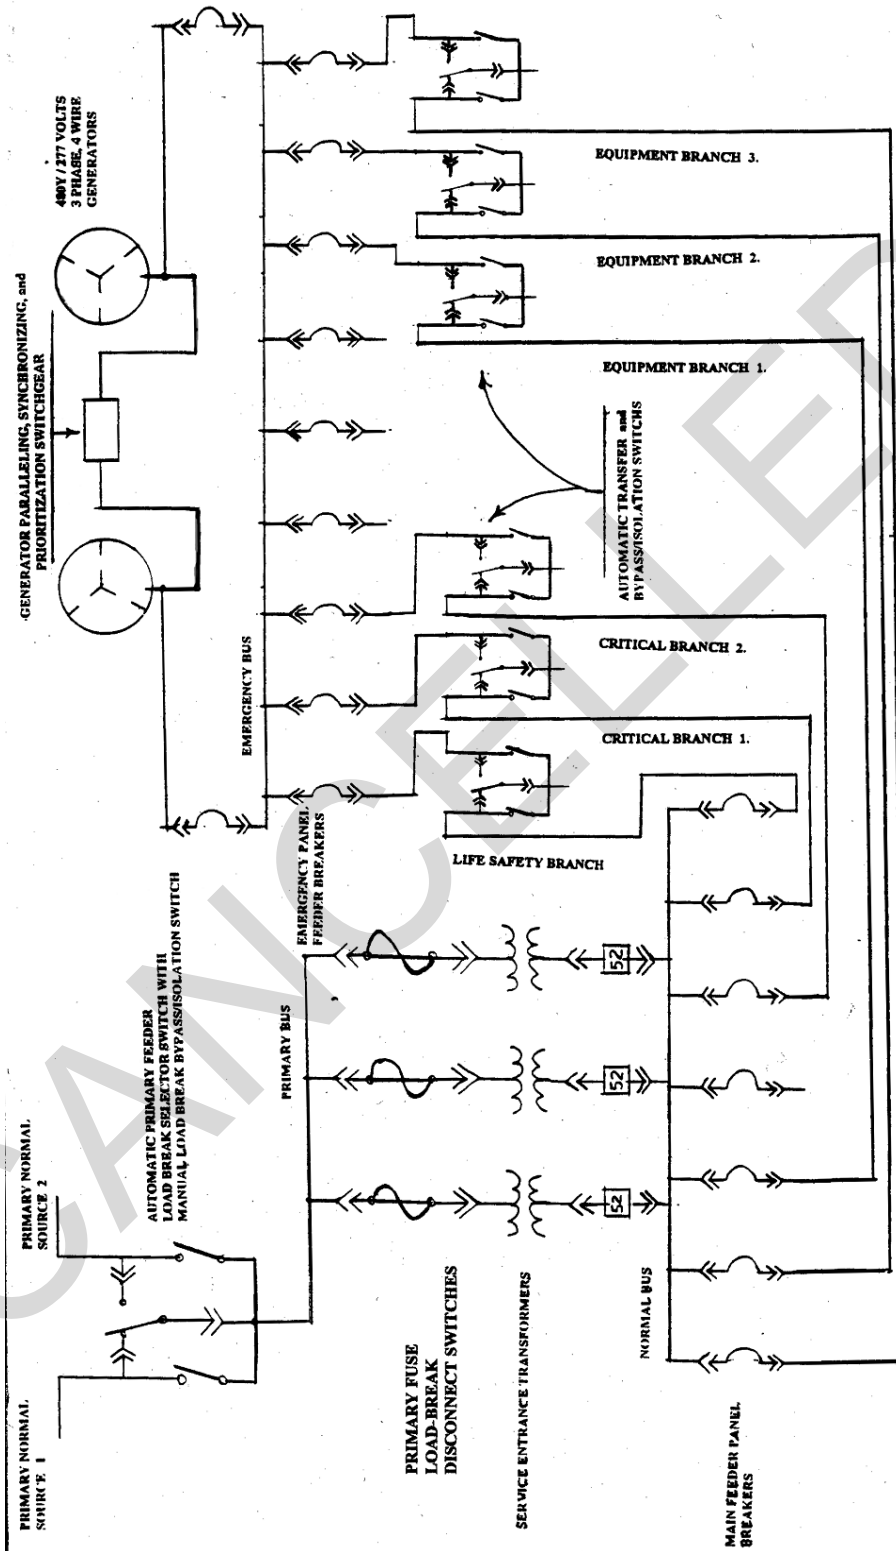 PRIMARY NORMAL
SOURCE 1
PRIMARY NORMAL
SOURCE 2
AUTOMATIC PRIMARY FEEDER
LOAD BREAK SELECTOR SWITCH WITH
MANUAL LOAD BREAK BYPASS/ISOLATION SWITCH
GENERATOR PARALLELING, SYNCHRONIZING, and
PRIORITIZATION SWITCHGEAR
480Y / 277 VOLTS
3 PHASE, 4 WIRE
GENERATORS
EMERGENCY BUS
PRIMARY BUS
EMERGENCY PANEL
FEEDER BREAKERS
PRIMARY FUSE
LOAD-BREAK
DISCONNECT SWITCHES
SERVICE ENTRANCE TRANSFORMERS
52
52
52
NORMAL BUS
MAIN FEEDER PANEL
BREAKERS
LIFE SAFETY BRANCH
CRITICAL BRANCH 1.
CRITICAL BRANCH 2.
AUTOMATIC TRANSFER and
BYPASS/ISOLATION SWITCHS
EQUIPMENT BRANCH 1.
EQUIPMENT BRANCH 2.
EQUIPMENT BRANCH 3.
CANCELLED